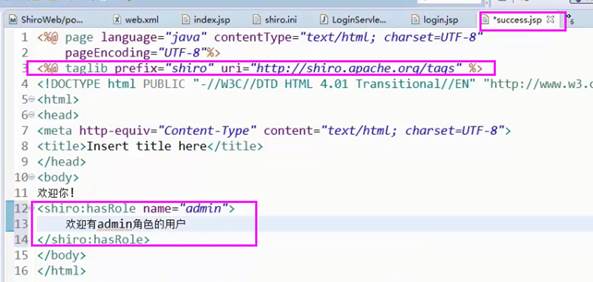 ShiroWeb/po... web.xml index.jsp shiro.ini LoginServle... login.jsp *success.jsp
1 <%@ page language="java" contentType="text/html; charset=UTF-8"
2 pageEncoding="UTF-8"%>
3 <%@ taglib prefix="shiro" uri="http://shiro.apache.org/tags" %>
4 <!DOCTYPE html PUBLIC "-//W3C//DTD HTML 4.01 Transitional//EN" "http://www.w3.o
5 <html>
6 <head>
7 <meta http-equiv="Content-Type" content="text/html; charset=UTF-8">
8 <title>Insert title here</title>
9 </head>
10 <body>
11 欢迎你!
12 <shiro:hasRole name="admin">
13 欢迎有admin角色的用户
14 </shiro:hasRole>
15 </body>
16 </html>